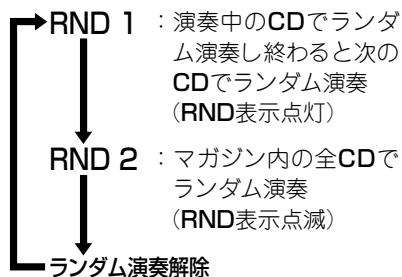 RND 1 ：演奏中のCDでランダ
ム演奏し終わると次の
CDでランダム演奏
（RND表示点灯）
RND 2 ：マガジン内の全CDで
ランダム演奏
（RND表示点滅）
ランダム演奏解除